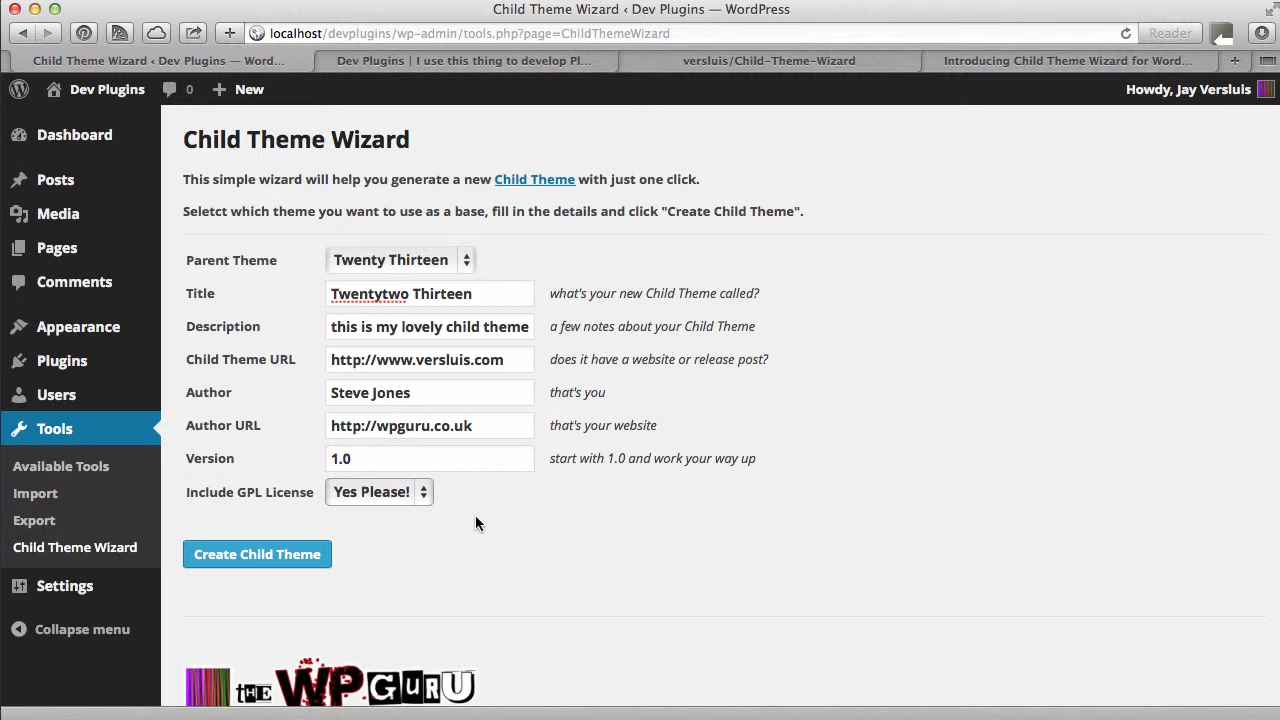 Child Theme Wizard ‹ Dev Plugins — WordPress
localhost/devplugins/wp-admin/tools.php?page=ChildThemeWizard
Reader
Child Theme Wizard ‹ Dev Plugins — Word...
Dev Plugins | I use this thing to develop Pl...
versluis/Child-Theme-Wizard
Introducing Child Theme Wizard for Word...
Dev Plugins
0
New
Howdy, Jay Versluis
Dashboard
Posts
Media
Pages
Comments
Appearance
Plugins
Users
Tools
Available Tools
Import
Export
Child Theme Wizard
Settings
Collapse menu
Child Theme Wizard
This simple wizard will help you generate a new Child Theme with just one click.
Seletct which theme you want to use as a base, fill in the details and click "Create Child Theme".
Parent Theme Twenty Thirteen
Title Twentytwo Thirteen what's your new Child Theme called?
Description this is my lovely child theme a few notes about your Child Theme
Child Theme URL http://www.versluis.com does it have a website or release post?
Author Steve Jones that's you
Author URL http://wpguru.co.uk that's your website
Version 1.0 start with 1.0 and work your way up
Include GPL License Yes Please!
Create Child Theme
THE WP GURU